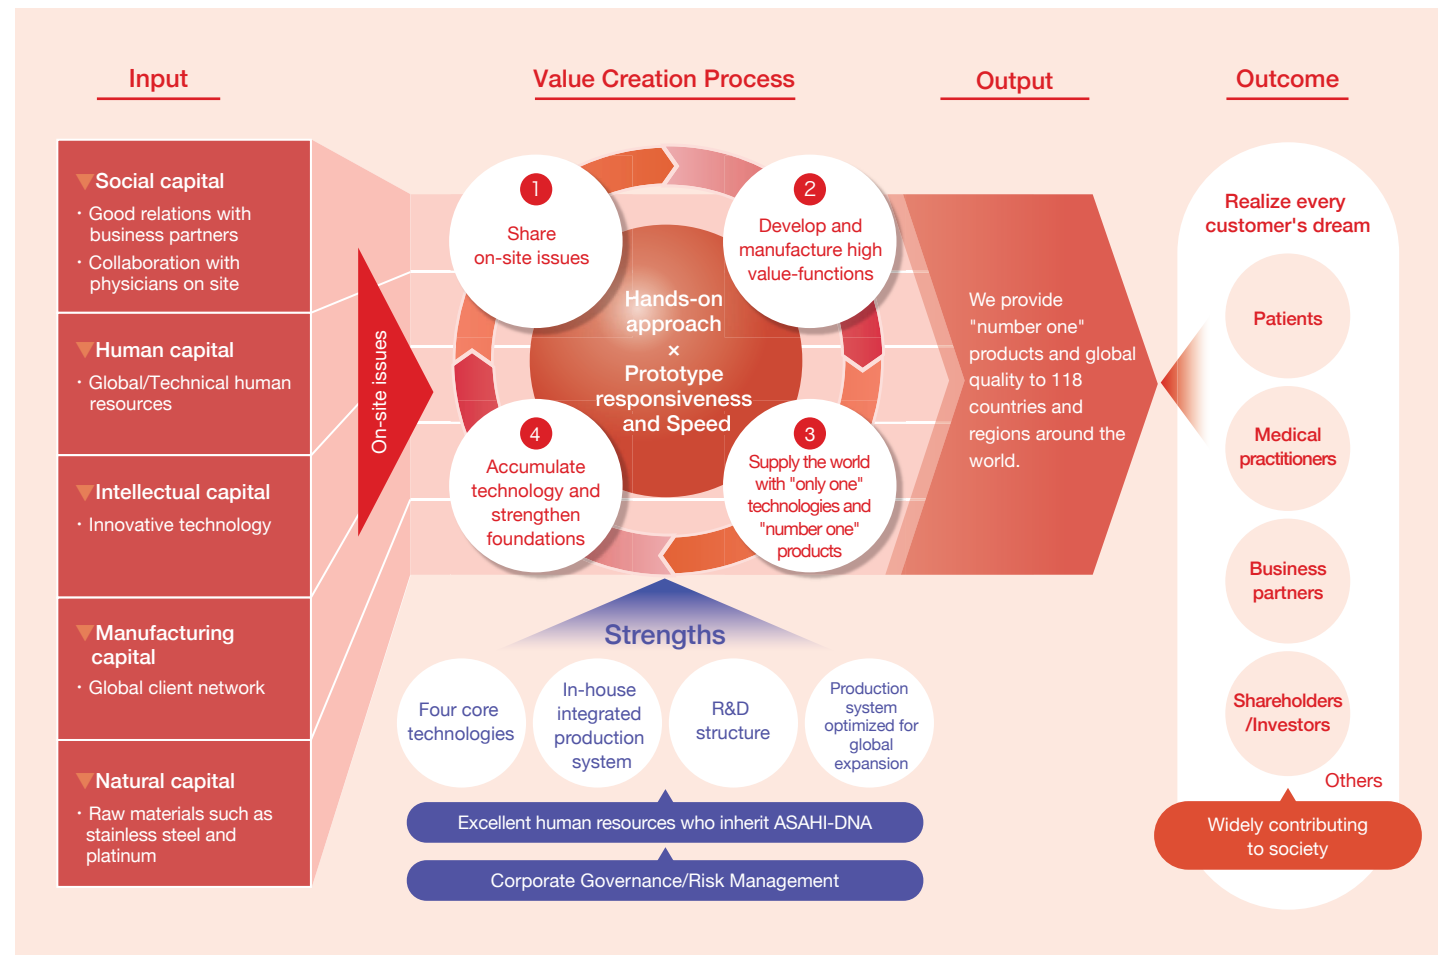 Input
Value Creation Process
Output
Outcome
▼Social capital
・Good relations with
business partners
・Collaboration with
physicians on site
▼Human capital
・Global/Technical human
resources
▼Intellectual capital
・Innovative technology
▼Manufacturing
capital
・Global client network
▼Natural capital
・Raw materials such as
stainless steel and
platinum
On-site issues
1
Share
on-site issues
2
Develop and
manufacture high
value-functions
Hands-on
approach
×
Prototype
responsiveness
and Speed
3
Supply the world
with "only one"
technologies and
"number one"
products
4
Accumulate
technology and
strengthen
foundations
Strengths
Four core
technologies
In-house
integrated
production
system
R&D
structure
Production
system
optimized for
global
expansion
Excellent human resources who inherit ASAHI-DNA
Corporate Governance/Risk Management
We provide
"number one"
products and global
quality to 118
countries and
regions around the
world.
Realize every
customer's dream
Patients
Medical
practitioners
Business
partners
Shareholders
/Investors
Others
Widely contributing
to society